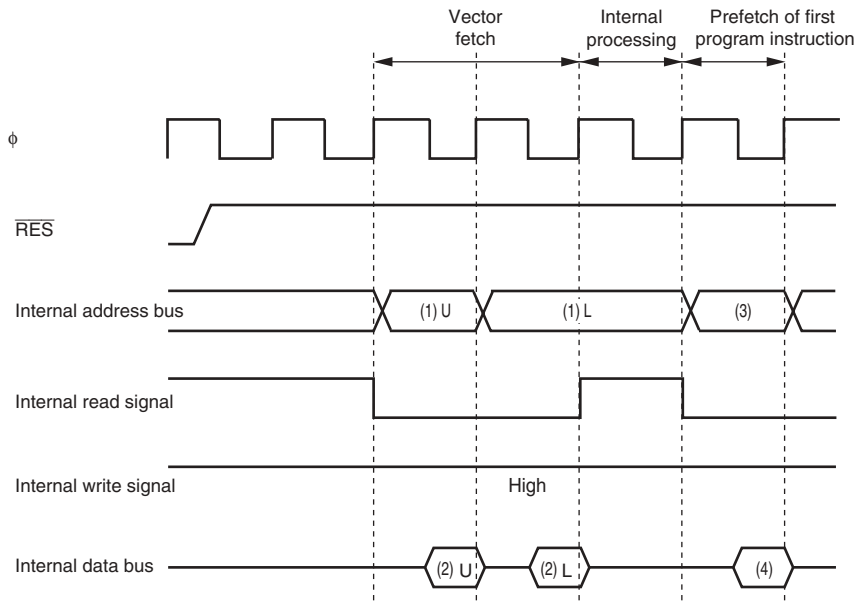 Vector
fetch
Internal
processing
Prefetch of first
program instruction
ϕ
RES
Internal address bus
(1) U
(1) L
(3)
Internal read signal
Internal write signal
High
Internal data bus
(2) U
(2) L
(4)